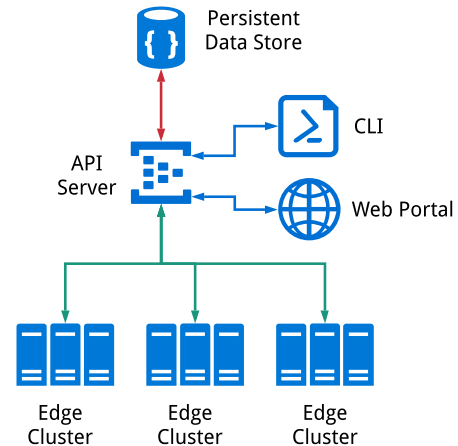 Persistent
Data Store
{ }
CLI
API
Server
Web Portal
Edge
Cluster
Edge
Cluster
Edge
Cluster